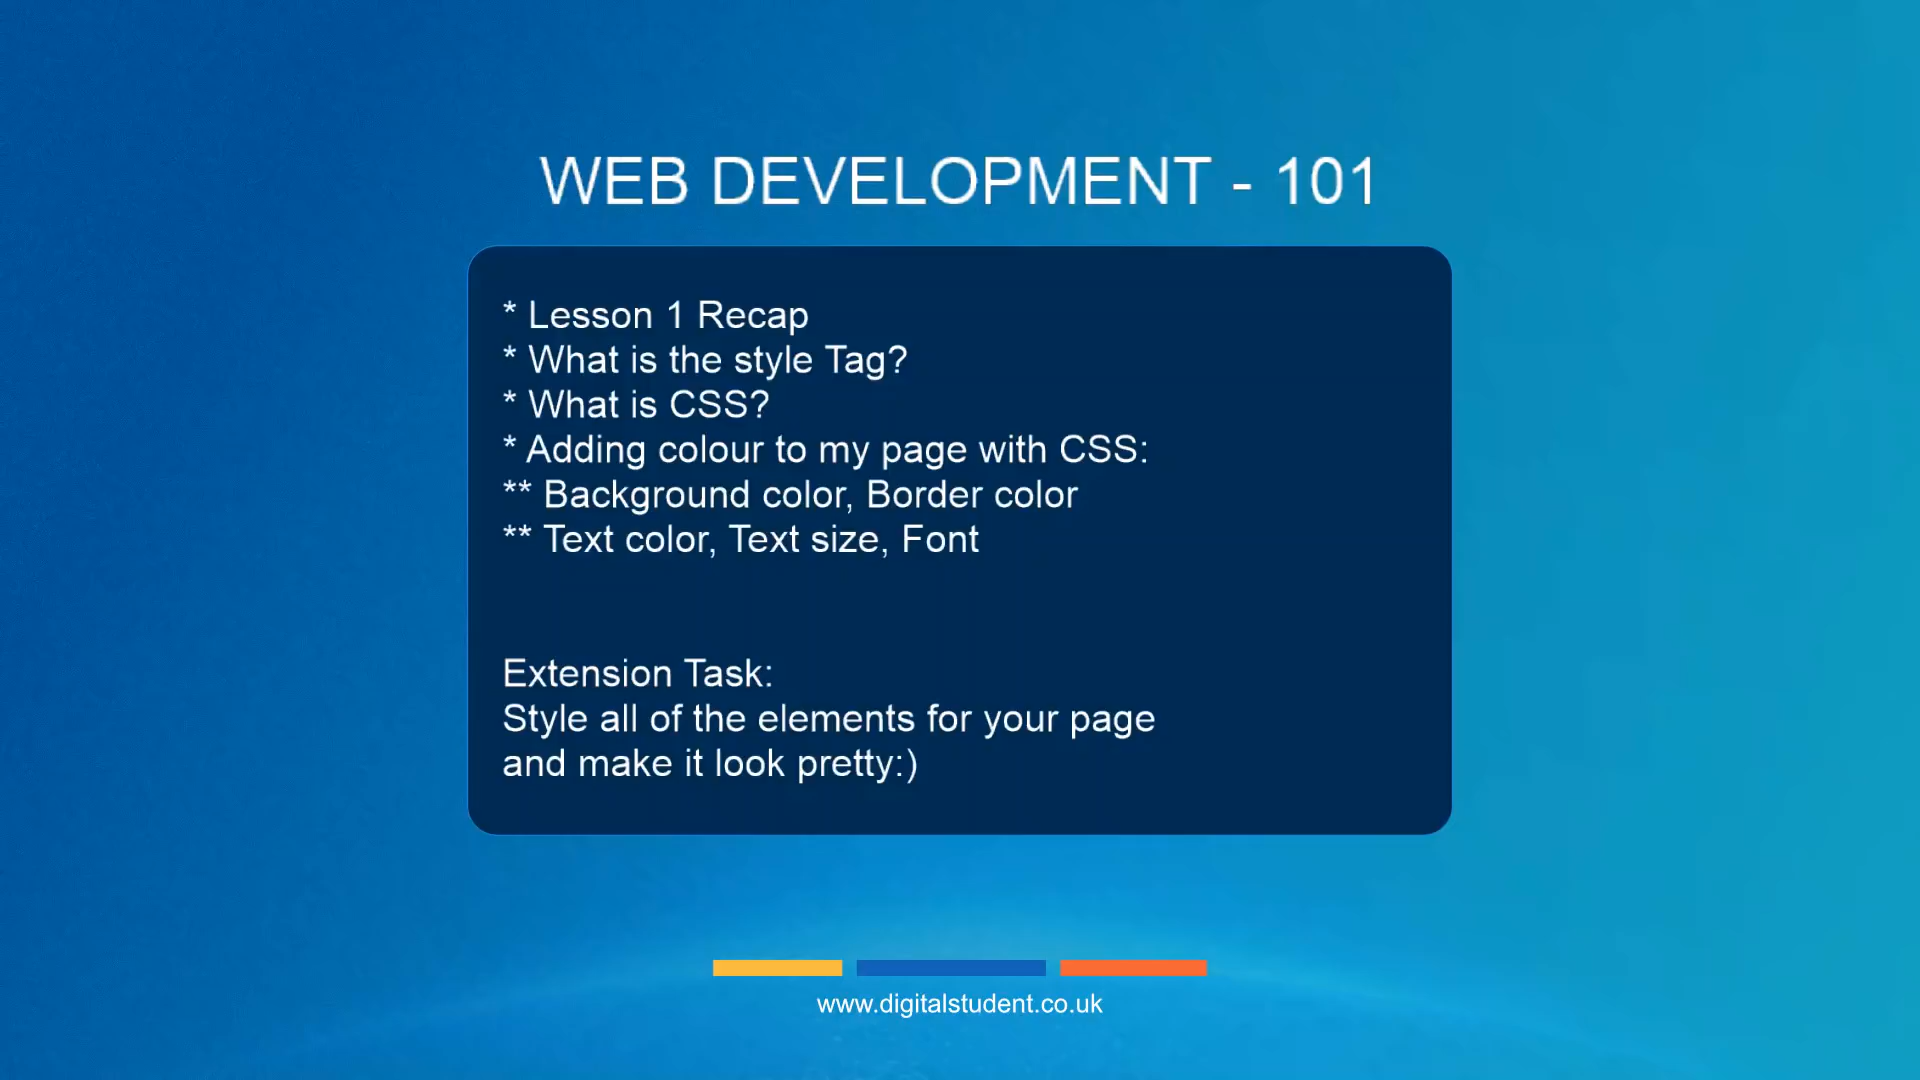 WEB DEVELOPMENT - 101
* Lesson 1 Recap
* What is the style Tag?
* What is CSS?
* Adding colour to my page with CSS:
** Background color, Border color
** Text color, Text size, Font
Extension Task:
Style all of the elements for your page
and make it look pretty:)
www.digitalstudent.co.uk